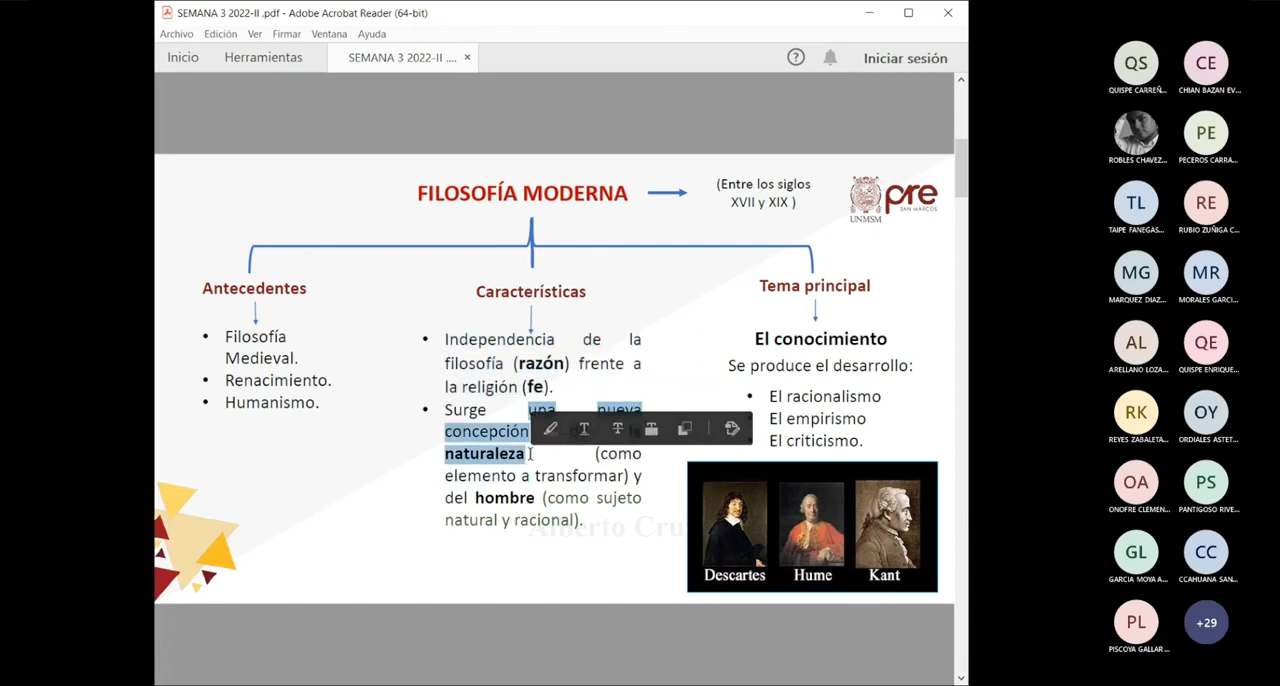 SEMANA 3 2022-II .pdf - Adobe Acrobat Reader (64-bit)
Archivo Edición Ver Firmar Ventana Ayuda
Inicio Herramientas SEMANA 3 2022-II .... × Iniciar sesión
FILOSOFÍA MODERNA
(Entre los siglos
XVII y XIX )
UNMSM
pre
SAN MARCOS
Antecedentes
• Filosofía
Medieval.
• Renacimiento.
• Humanismo.
Características
• Independencia de la
filosofía (razón) frente a
la religión (fe).
• Surge una nueva
concepción la
naturaleza (como
elemento a transformar) y
del hombre (como sujeto
natural y racional).
Alberto Cru
Tema principal
El conocimiento
Se produce el desarrollo:
• El racionalismo
El empirismo
El criticismo.
Descartes Hume Kant
QS CE
QUISPE CARREÑ... CHIAN BAZAN EV...
PE
ROBLES CHAVEZ... PECEROS CARRA...
TL RE
TAIPE FANEGAS... RUBIO ZUÑIGA C...
MG MR
MARQUEZ DIAZ... MORALES GARCI...
AL QE
ARELLANO LOZA... QUISPE ENRIQUE...
RK OY
REYES ZABALETA... ORDIALES ASTET...
OA PS
ONOFRE CLEMEN... PANTIGOSO RIVE...
GL CC
GARCIA MOYA A... CCAHUANA SAN...
PL +29
PISCOYA GALLAR...